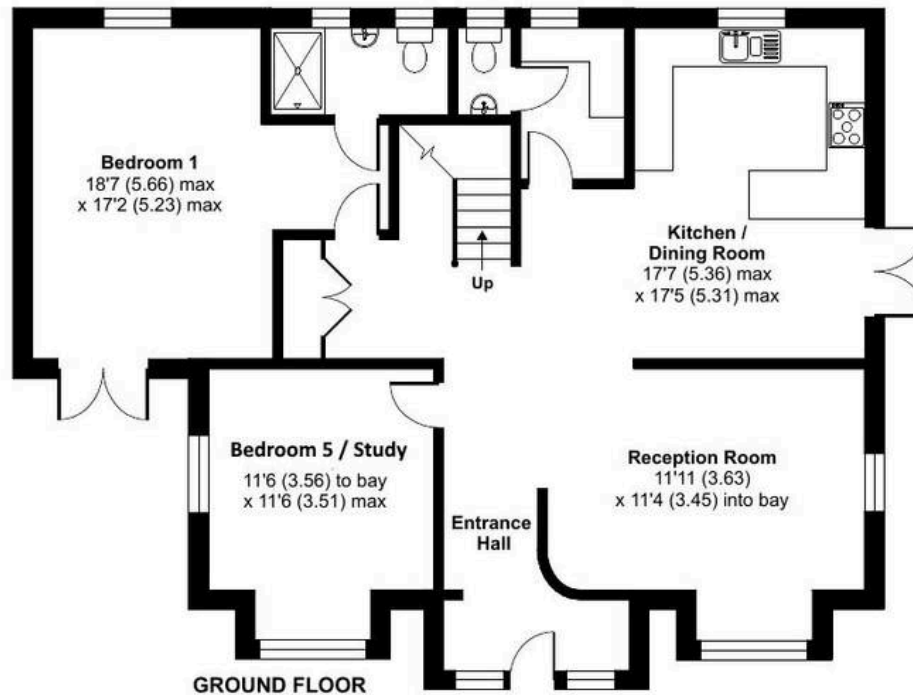 Bedroom 1
18'7 (5.66) max
x 17'2 (5.23) max
Kitchen /
Dining Room
17'7 (5.36) max
x 17'5 (5.31) max
Up
Bedroom 5 / Study
11'6 (3.56) to bay
x 11'6 (3.51) max
Reception Room
11'11 (3.63)
x 11'4 (3.45) into bay
Entrance
Hall
GROUND FLOOR